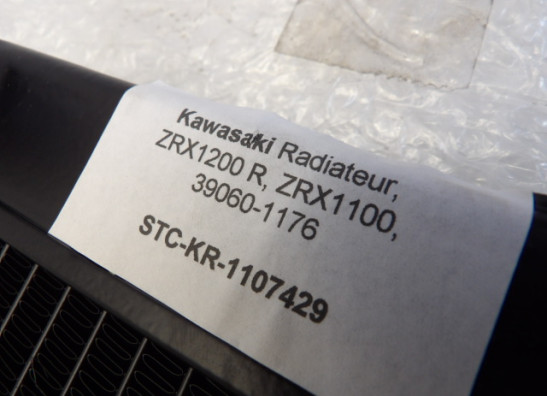 Kawasaki Radiateur,
ZRX1200 R, ZRX1100,
39060-1176
STC-KR-1107429